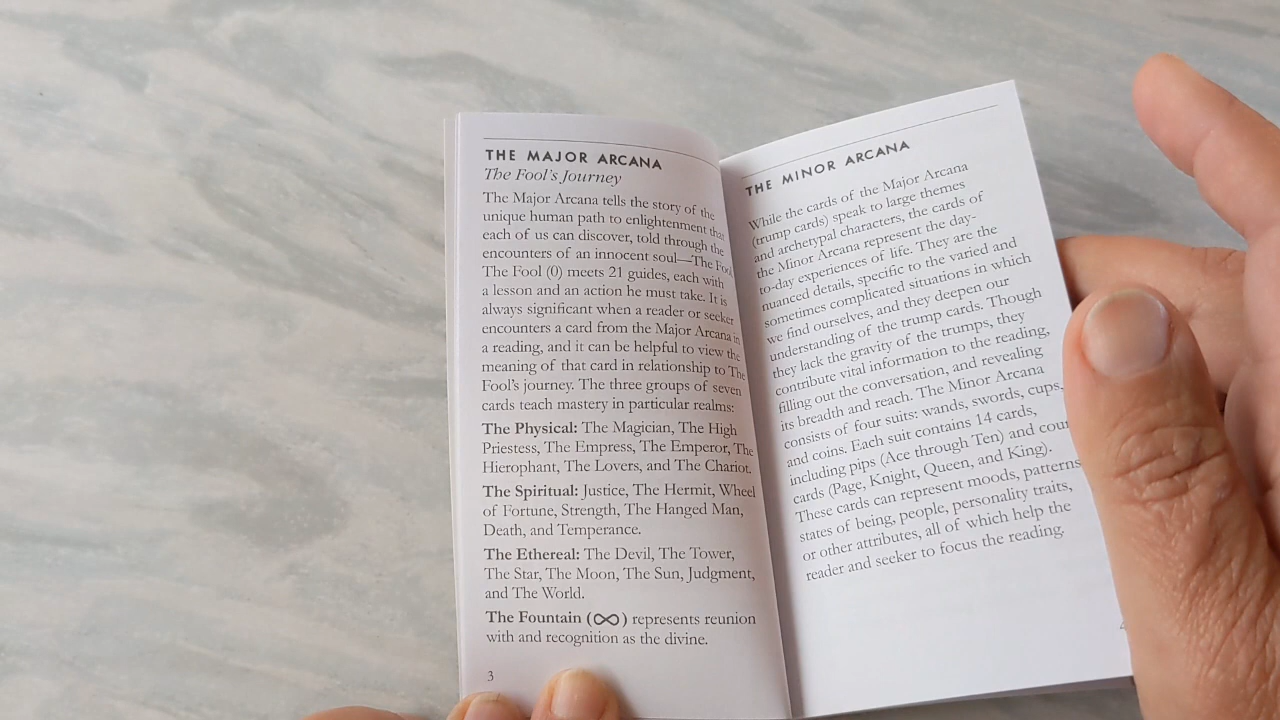 THE MAJOR ARCANA
The Fool's Journey
The Major Arcana tells the story of the
unique human path to enlightenment that
each of us can discover, told through the
encounters of an innocent soul—The Fool.
The Fool (0) meets 21 guides, each with
a lesson and an action he must take. It is
always significant when a reader or seeker
encounters a card from the Major Arcana in
a reading, and it can be helpful to view the
meaning of that card in relationship to The
Fool's journey. The three groups of seven
cards teach mastery in particular realms:
The Physical: The Magician, The High
Priestess, The Empress, The Emperor, The
Hierophant, The Lovers, and The Chariot.
The Spiritual: Justice, The Hermit, Wheel
of Fortune, Strength, The Hanged Man,
Death, and Temperance.
The Ethereal: The Devil, The Tower,
The Star, The Moon, The Sun, Judgment,
and The World.
The Fountain (∞) represents reunion
with and recognition as the divine.
3
THE MINOR ARCANA
While the cards of the Major Arcana
(trump cards) speak to large themes
and archetypal characters, the cards of
the Minor Arcana represent the day-
to-day experiences of life. They are the
nuanced details, specific to the varied and
sometimes complicated situations in which
we find ourselves, and they deepen our
understanding of the trump cards. Though
they lack the gravity of the trumps, they
contribute vital information to the reading,
filling out the conversation, and revealing
its breadth and reach. The Minor Arcana
consists of four suits: wands, swords, cups,
and coins. Each suit contains 14 cards,
including pips (Ace through Ten) and
cards (Page, Knight, Queen, and King).
These cards can represent moods, patterns
states of being, people, personality traits,
or other attributes, all of which help the
reader and seeker to focus the reading.